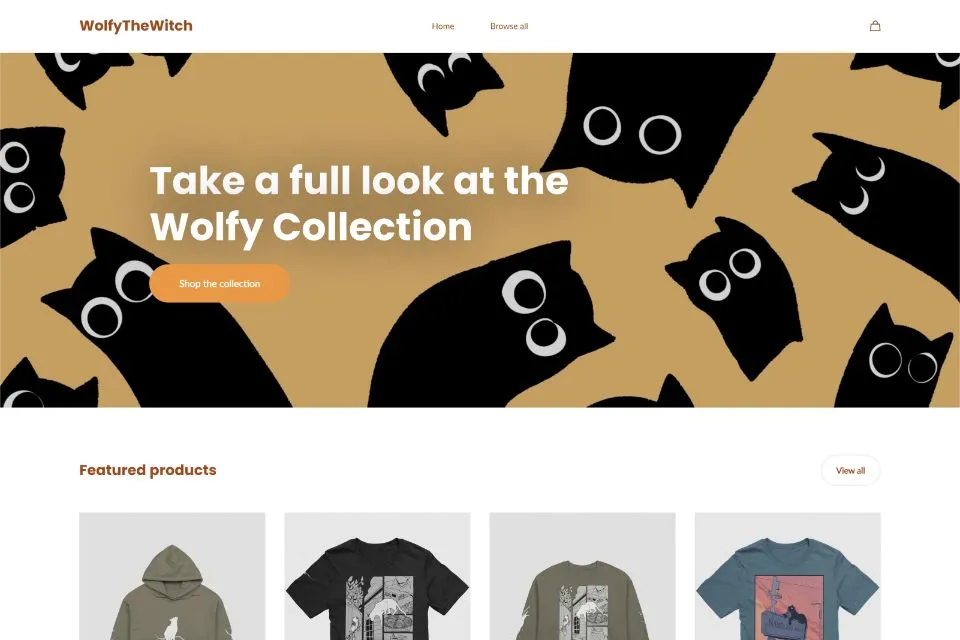 WolfyTheWitch
Home
Browse all
Take a full look at the
Wolfy Collection
Shop the collection
Featured products
View all